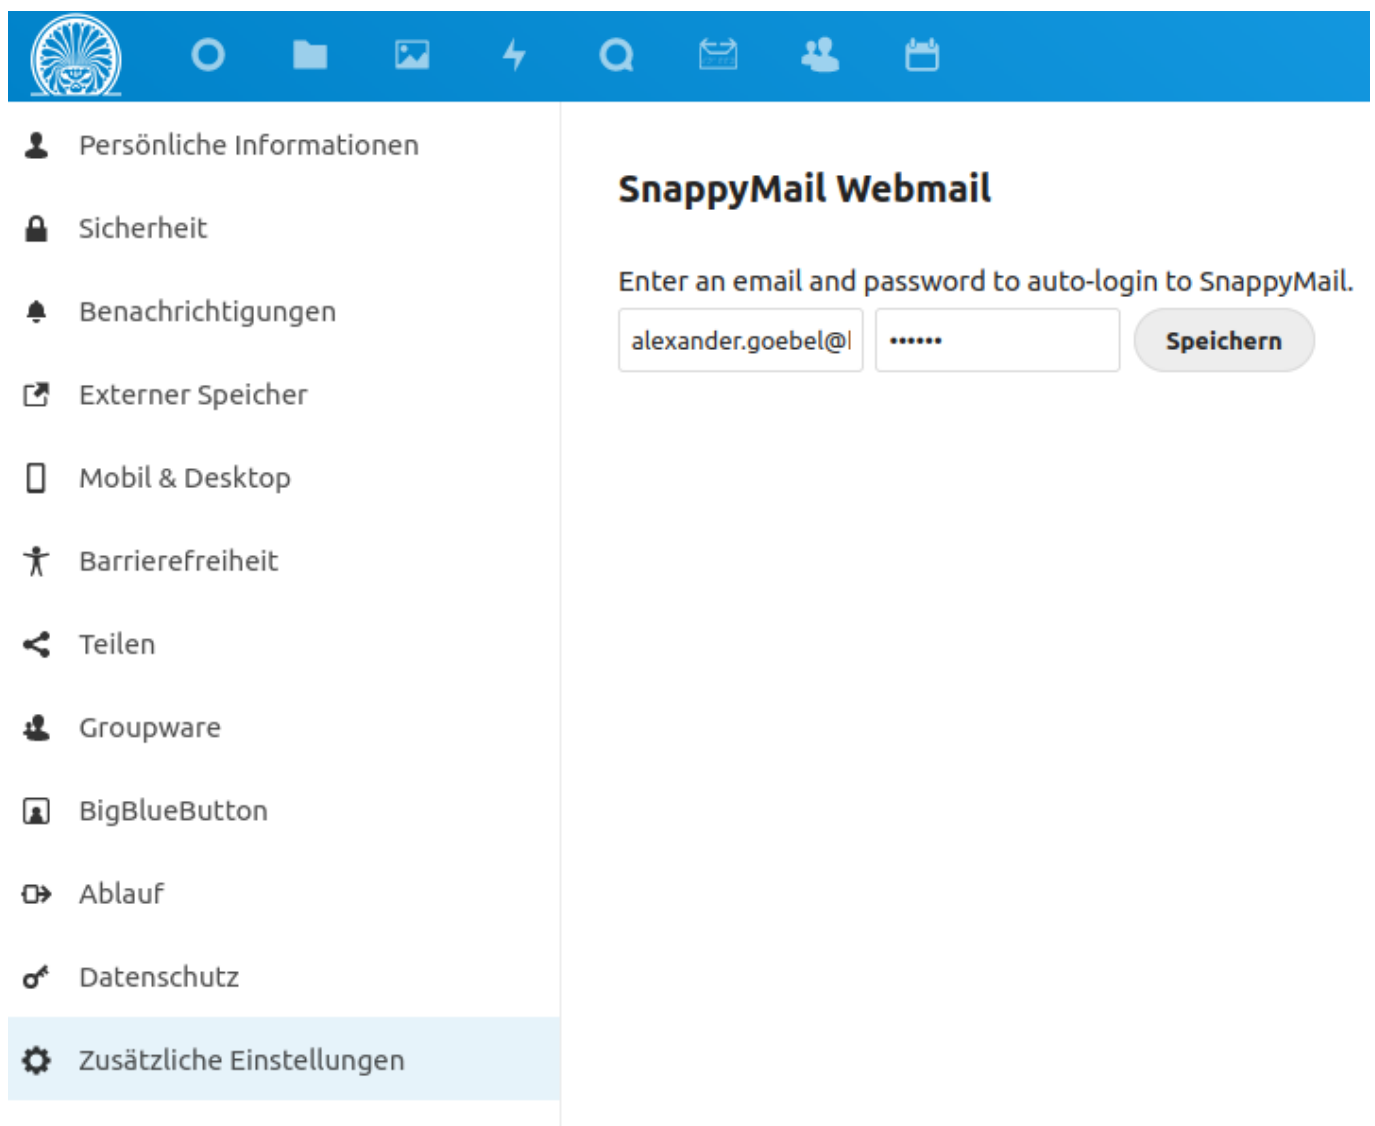 Persönliche Informationen
Sicherheit
Benachrichtigungen
Externer Speicher
Mobil & Desktop
Barrierefreiheit
Teilen
Groupware
BigBlueButton
Ablauf
Datenschutz
Zusätzliche Einstellungen
SnappyMail Webmail
Enter an email and password to auto-login to SnappyMail.
alexander.goebel@
••••••
Speichern